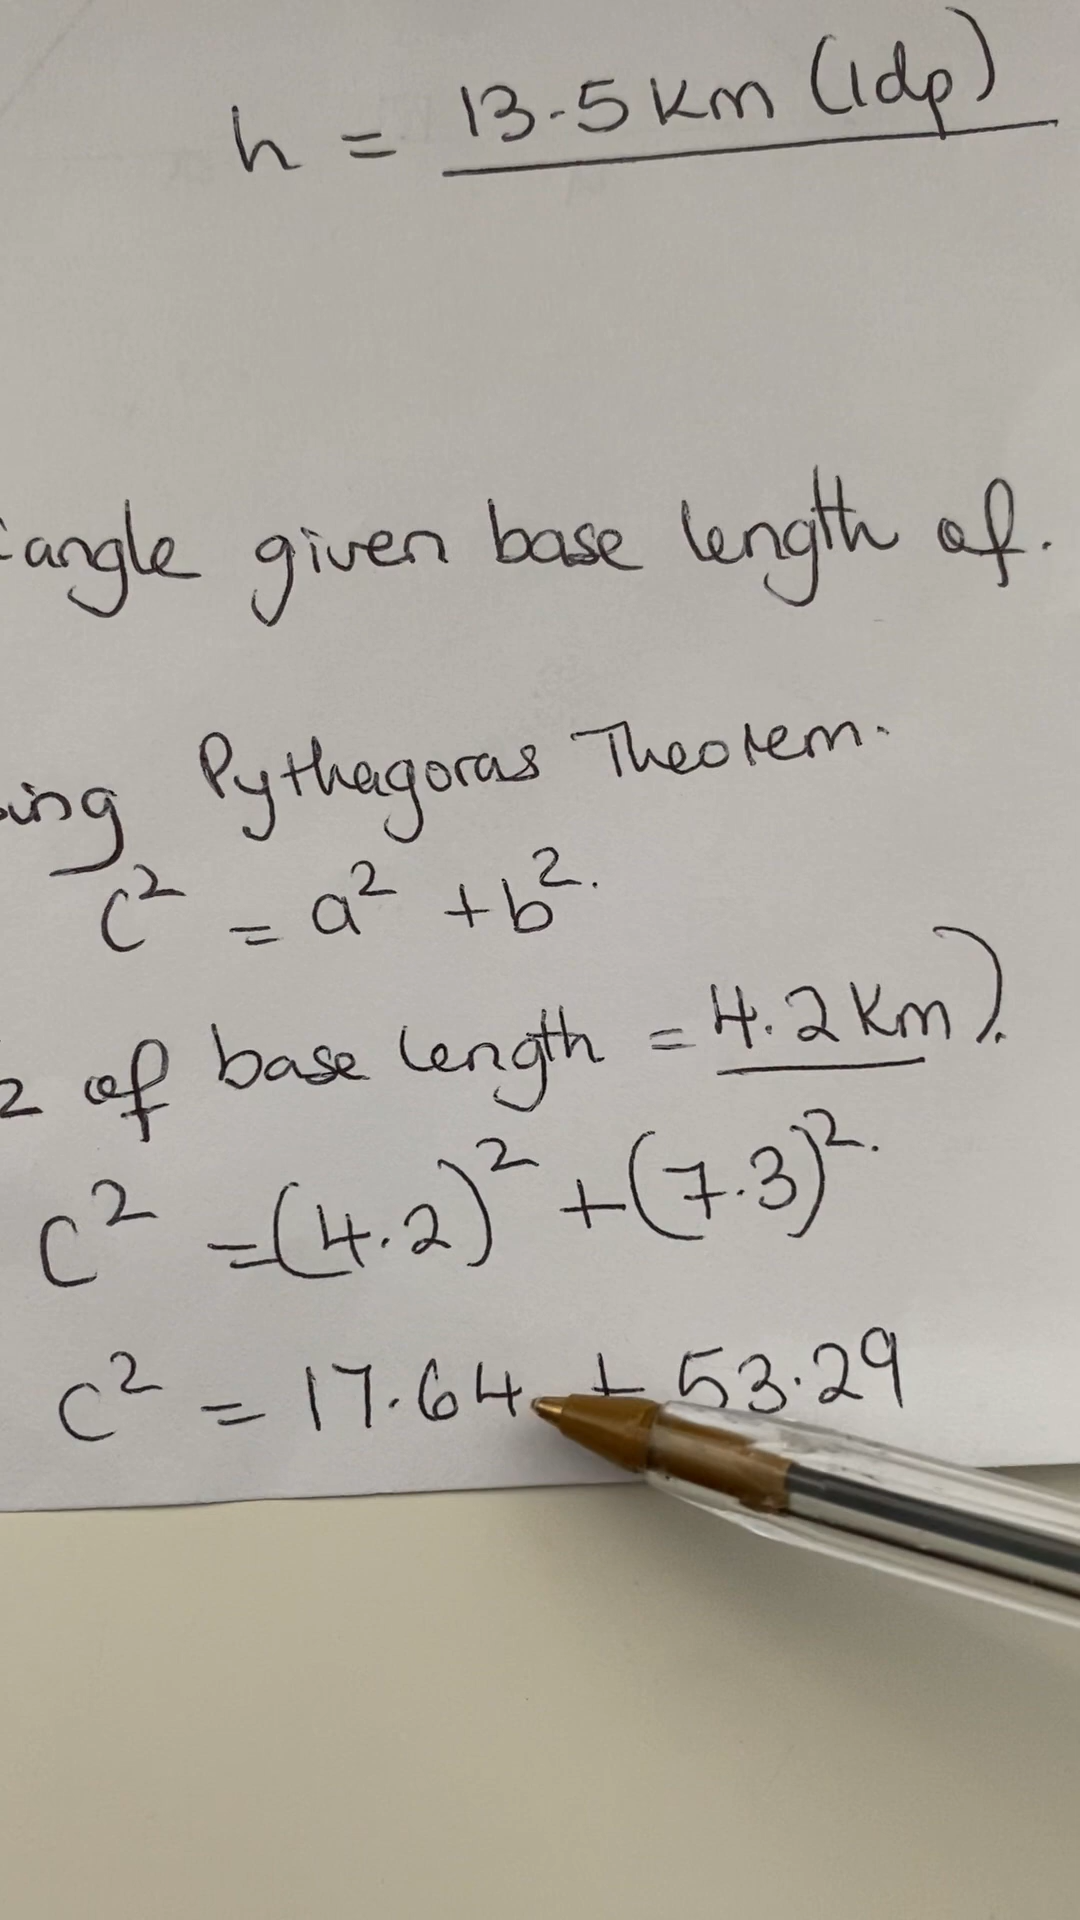 h = 13.5 km (1dp)
angle given base length of.
Pythagoras Theorem.
c² = a² + b².
of base length = 4.2 km).
c² = (4.2)² + (7.3)².
c² = 17.64 + 53.29